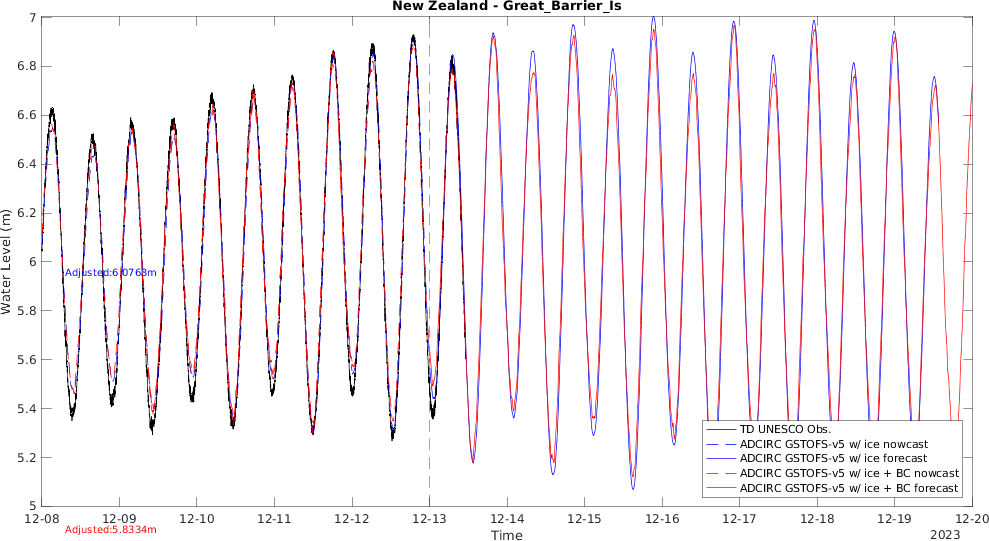 New Zealand - Great_Barrier_Is
7
6.8
6.6
6.4
6.2
6
5.8
5.6
5.4
5.2
5
Water Level (m)
Adjusted:6.0763m
Adjusted:5.8334m
TD UNESCO Obs.
ADCIRC GSTOFS-v5 w/ ice nowcast
ADCIRC GSTOFS-v5 w/ ice forecast
ADCIRC GSTOFS-v5 w/ ice + BC nowcast
ADCIRC GSTOFS-v5 w/ ice + BC forecast
12-08 12-09 12-10 12-11 12-12 12-13 12-14 12-15 12-16 12-17 12-18 12-19 12-20
Time
2023